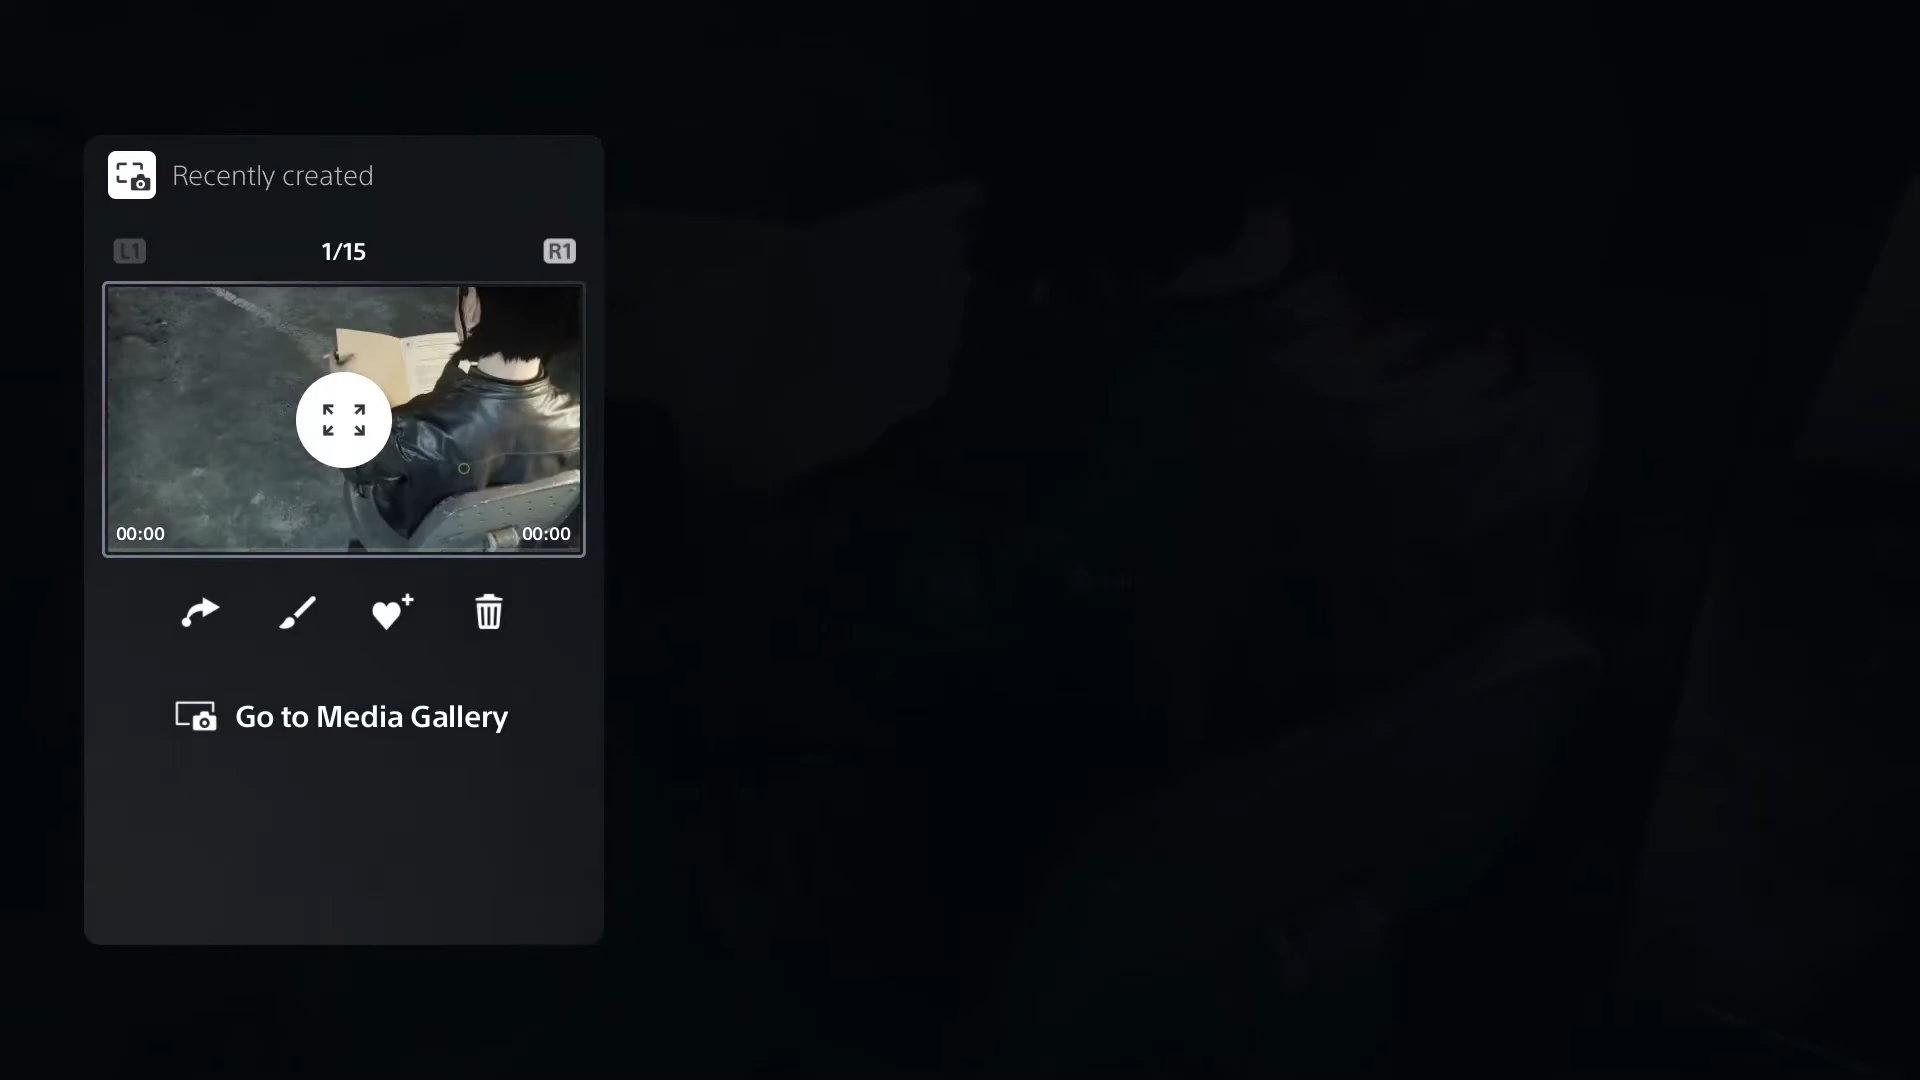 Recently created
L1 1/15 R1
00:00 00:00
Go to Media Gallery